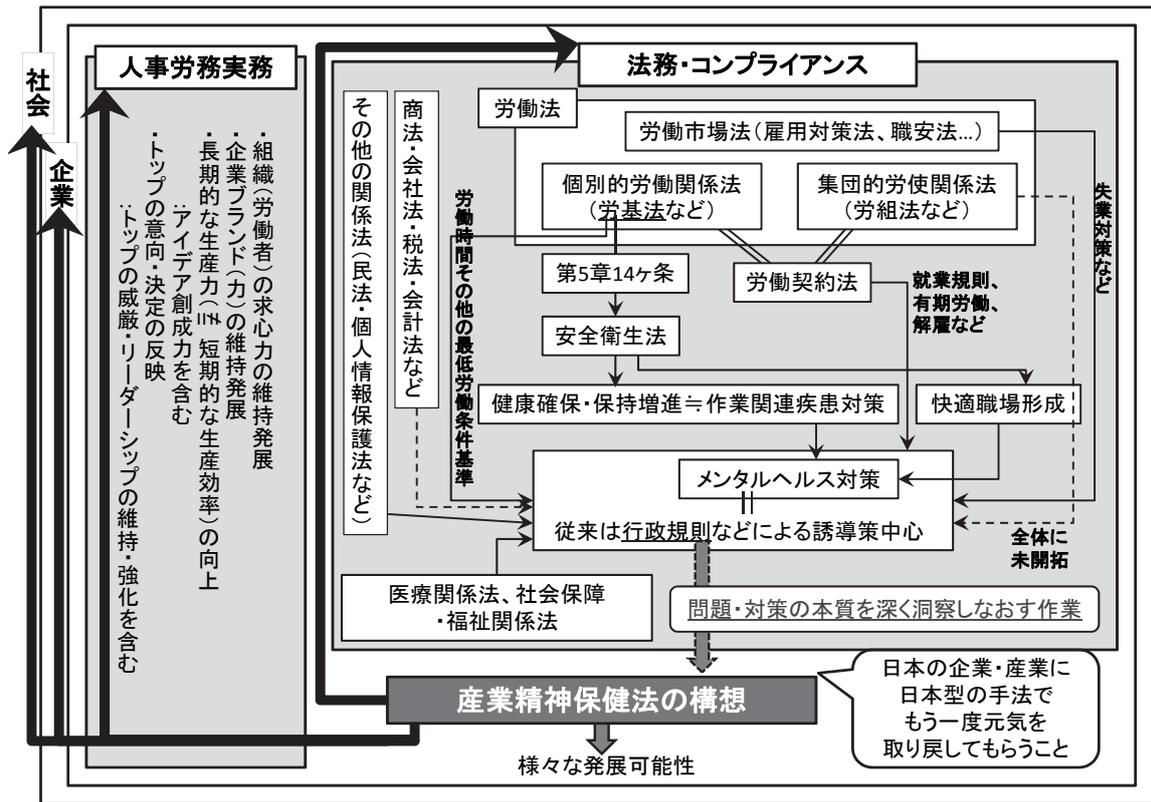 社会
企業
人事労務実務
・組織（労働者）の求心力の維持発展
・企業ブランド（力）の維持発展
・長期的な生産力（≠短期的な生産効率）の向上
：アイデア創成力を含む
・トップの意向・決定の反映
：トップの威厳・リーダーシップの維持・強化を含む
法務・コンプライアンス
その他の関係法（民法・個人情報保護法など）
商法・会社法・税法・会計法など
労働法
労働市場法（雇用対策法、職安法…）
個別的労働関係法
（労基法など）
集団的労使関係法
（労組法など）
労働時間その他の最低労働条件基準
失業対策など
第5章14ヶ条
労働契約法
就業規則、
有期労働、
解雇など
安全衛生法
健康確保・保持増進≒作業関連疾患対策
快適職場形成
メンタルヘルス対策
||
従来は行政規則などによる誘導策中心
全体に
未開拓
医療関係法、社会保障
・福祉関係法
問題・対策の本質を深く洞察しなおす作業
産業精神保健法の構想
日本の企業・産業に
日本型の手法で
もう一度元気を
取り戻してもらうこと
様々な発展可能性